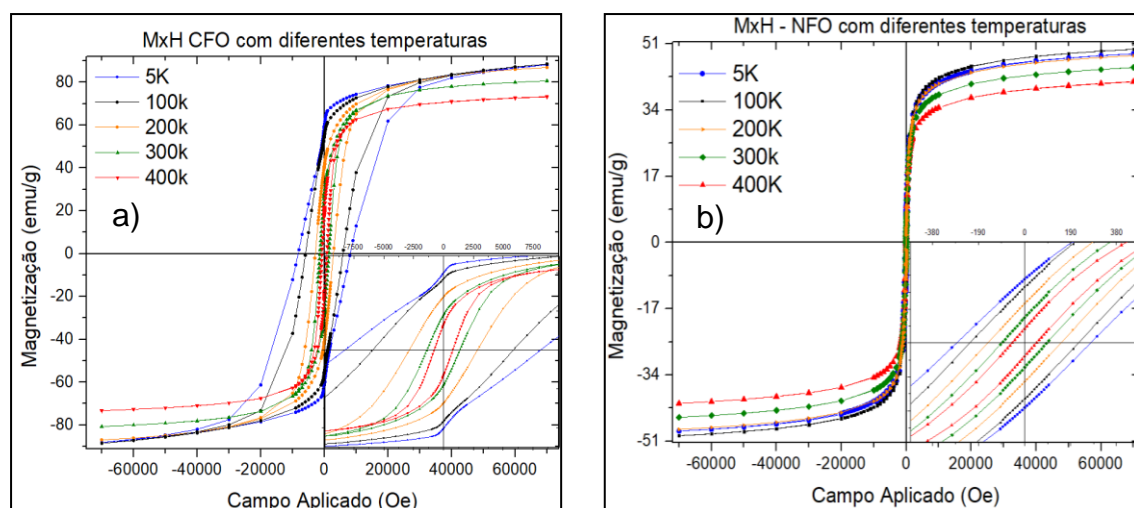 MxH CFO com diferentes temperaturas
5K
100k
200k
300k
400k
a)
Magnetização (emu/g)
80
60
40
20
0
-20
-40
-60
-80
-7500 -5000 -2500 0 2500 5000 7500
-60000 -40000 -20000 0 20000 40000 60000
Campo Aplicado (Oe)
MxH - NFO com diferentes temperaturas
5K
100K
200K
300k
400K
b)
Magnetização (emu/g)
51
34
17
0
-17
-34
-51
-380 -190 0 190 380
-60000 -40000 -20000 0 20000 40000 60000
Campo Aplicado (Oe)